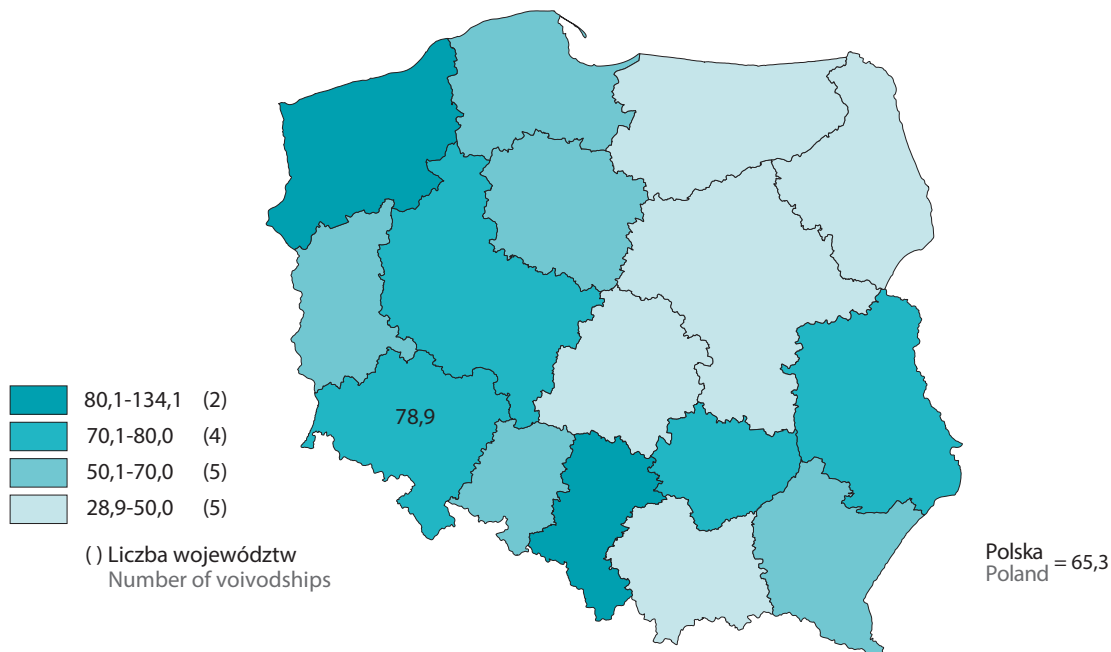 78,9
80,1-134,1 (2)
70,1-80,0 (4)
50,1-70,0 (5)
28,9-50,0 (5)
( ) Liczba województw
Number of voivodships
Polska
Poland = 65,3